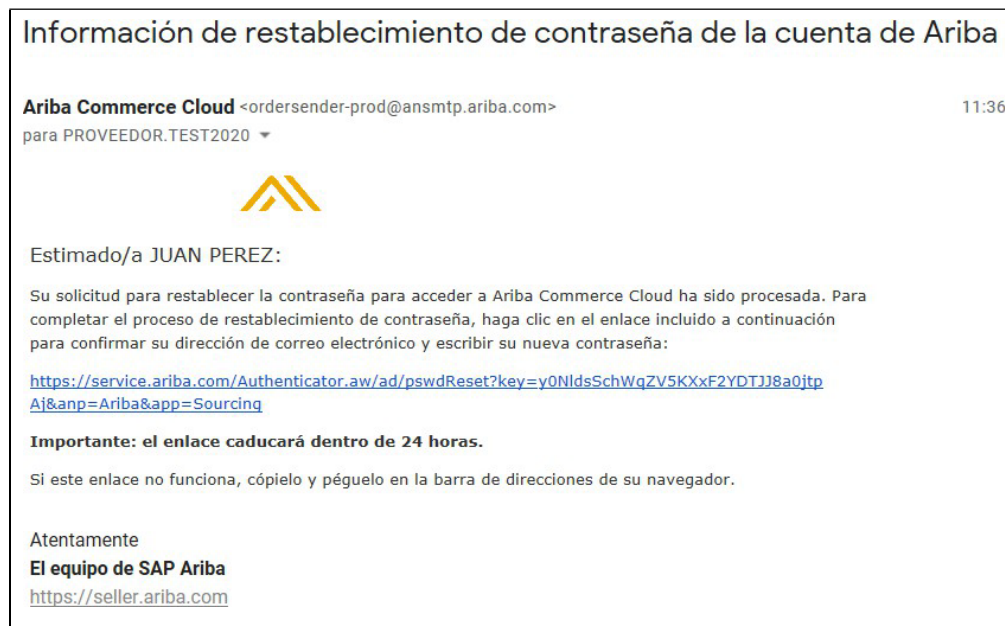 Información de restablecimiento de contraseña de la cuenta de Ariba
Ariba Commerce Cloud <ordersender-prod@ansmtp.ariba.com> 11:36
para PROVEEDOR.TEST2020
Estimado/a JUAN PEREZ:
Su solicitud para restablecer la contraseña para acceder a Ariba Commerce Cloud ha sido procesada. Para
completar el proceso de restablecimiento de contraseña, haga clic en el enlace incluido a continuación
para confirmar su dirección de correo electrónico y escribir su nueva contraseña:
https://service.ariba.com/Authenticator.aw/ad/pswdReset?key=y0NldsSchWqZV5KXxF2YDTJJ8a0jtp
Aj&anp=Ariba&app=Sourcing
Importante: el enlace caducará dentro de 24 horas.
Si este enlace no funciona, cópielo y péguelo en la barra de direcciones de su navegador.
Atentamente
El equipo de SAP Ariba
https://seller.ariba.com